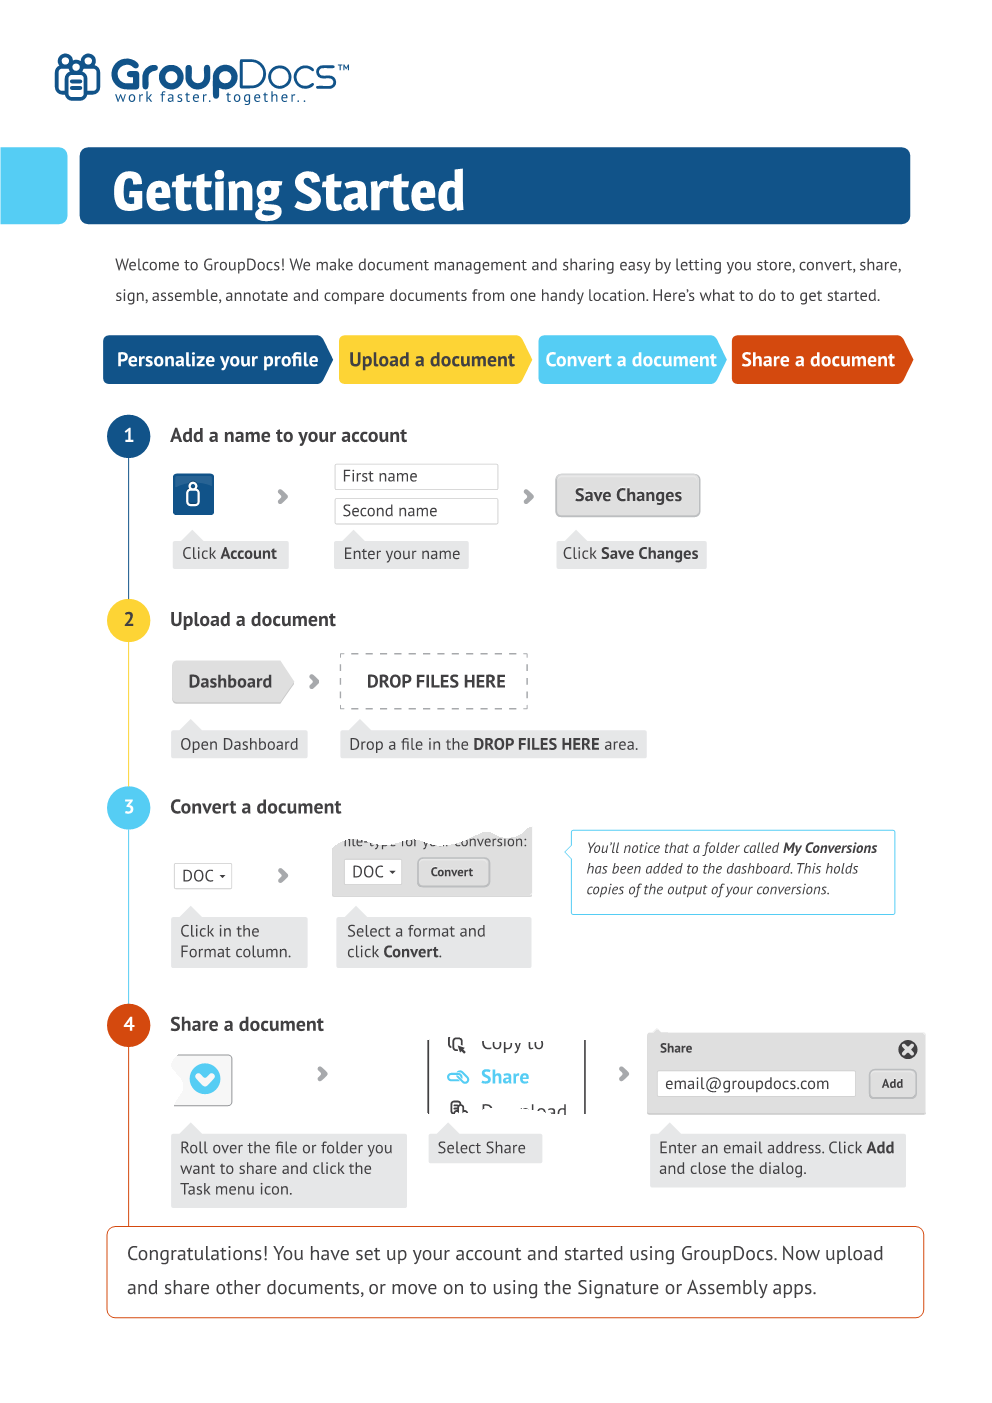 GroupDocs™
work faster. together..
Getting Started
Welcome to GroupDocs! We make document management and sharing easy by letting you store, convert, share,
sign, assemble, annotate and compare documents from one handy location. Here’s what to do to get started.
Personalize your profile
Upload a document
Convert a document
Share a document
1
Add a name to your account
First name
Second name
Save Changes
Click Account
Enter your name
Click Save Changes
2
Upload a document
Dashboard
DROP FILES HERE
Open Dashboard
Drop a file in the DROP FILES HERE area.
3
Convert a document
DOC
file-type for your conversion:
DOC
Convert
You’ll notice that a folder called My Conversions
has been added to the dashboard. This holds
copies of the output of your conversions.
Click in the
Format column.
Select a format and
click Convert.
4
Share a document
Copy to
Share
Download
Share
email@groupdocs.com
Add
Roll over the file or folder you
want to share and click the
Task menu icon.
Select Share
Enter an email address. Click Add
and close the dialog.
Congratulations! You have set up your account and started using GroupDocs. Now upload
and share other documents, or move on to using the Signature or Assembly apps.